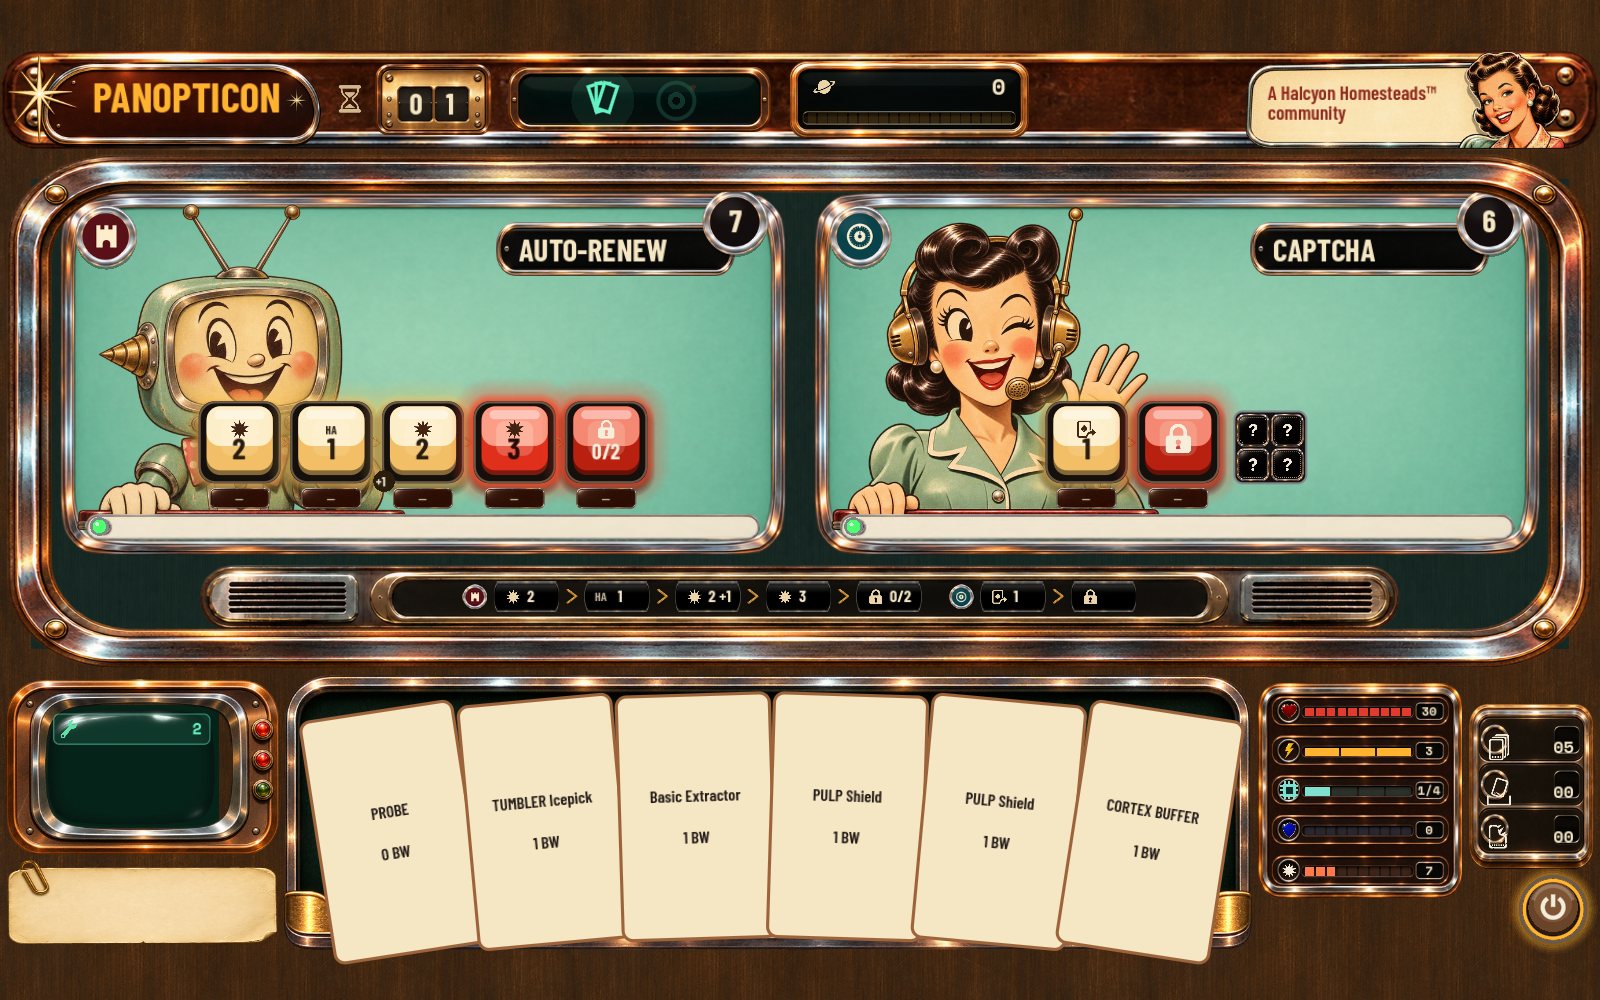 PANOPTICON
0 1
0
A Halcyon Homesteads™
community
AUTO-RENEW
7
CAPTCHA
6
2
HA
1
2
3
0/2
+1
– – – – –
1
? ?
? ?
– –
2
HA 1
2 +1
3
0/2
1
2
PROBE
0 BW
TUMBLER Icepick
1 BW
Basic Extractor
1 BW
PULP Shield
1 BW
PULP Shield
1 BW
CORTEX BUFFER
1 BW
30
3
1/4
0
7
05
00
00